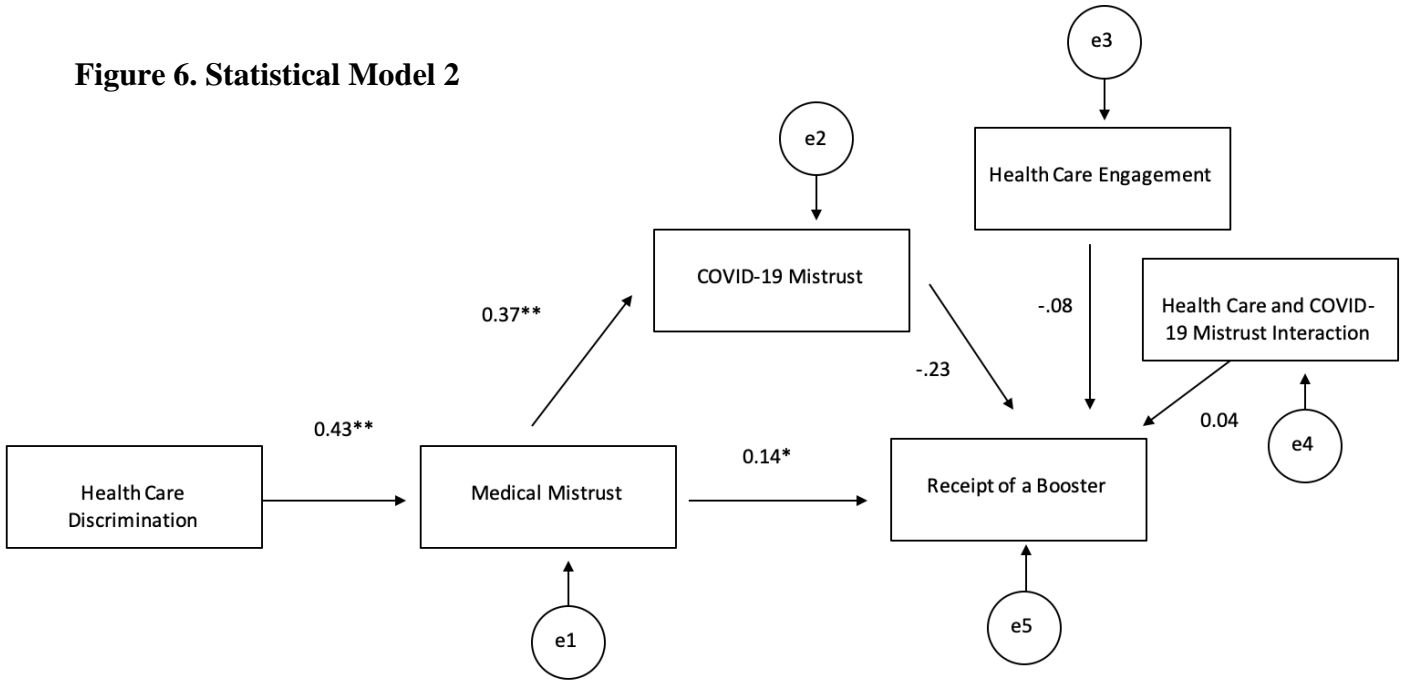 e3
Figure 6. Statistical Model 2
e2
Health Care Engagement
COVID-19 Mistrust
-.08
Health Care and COVID-
19 Mistrust Interaction
0.37**
-.23
0.04
0.43**
e4
0.14*
Health Care
Discrimination
Medical Mistrust
Receipt of a Booster
e1
e5